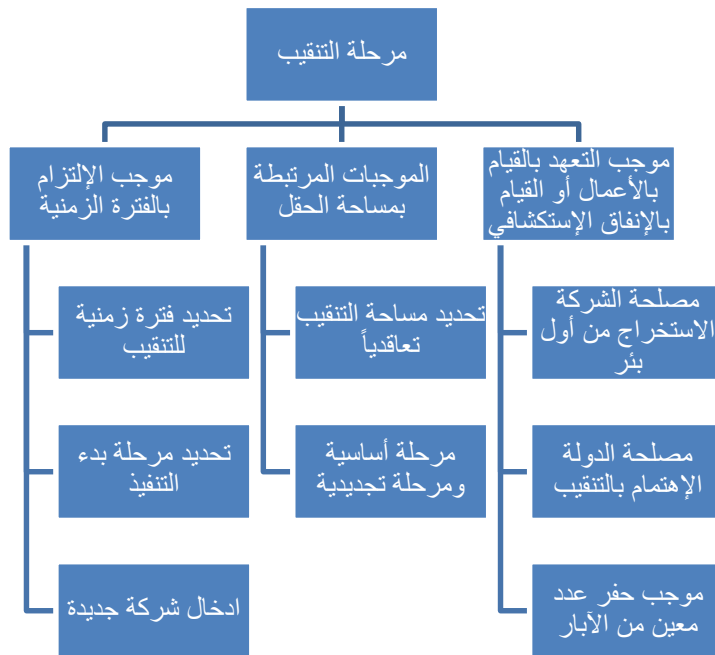 مرحلة التنقيب
موجب التعهد بالقيام
بالأعمال أو القيام
بالإنفاق الإستكشافي
الموجبات المرتبطة
بمساحة الحقل
موجب الإلتزام
بالفترة الزمنية
مصلحة الشركة
الاستخراج من أول
بئر
تحديد مساحة التنقيب
تعاقدياً
تحديد فترة زمنية
للتنقيب
مصلحة الدولة
الإهتمام بالتنقيب
مرحلة أساسية
ومرحلة تجديدية
تحديد مرحلة بدء
التنفيذ
موجب حفر عدد
معين من الآبار
ادخال شركة جديدة